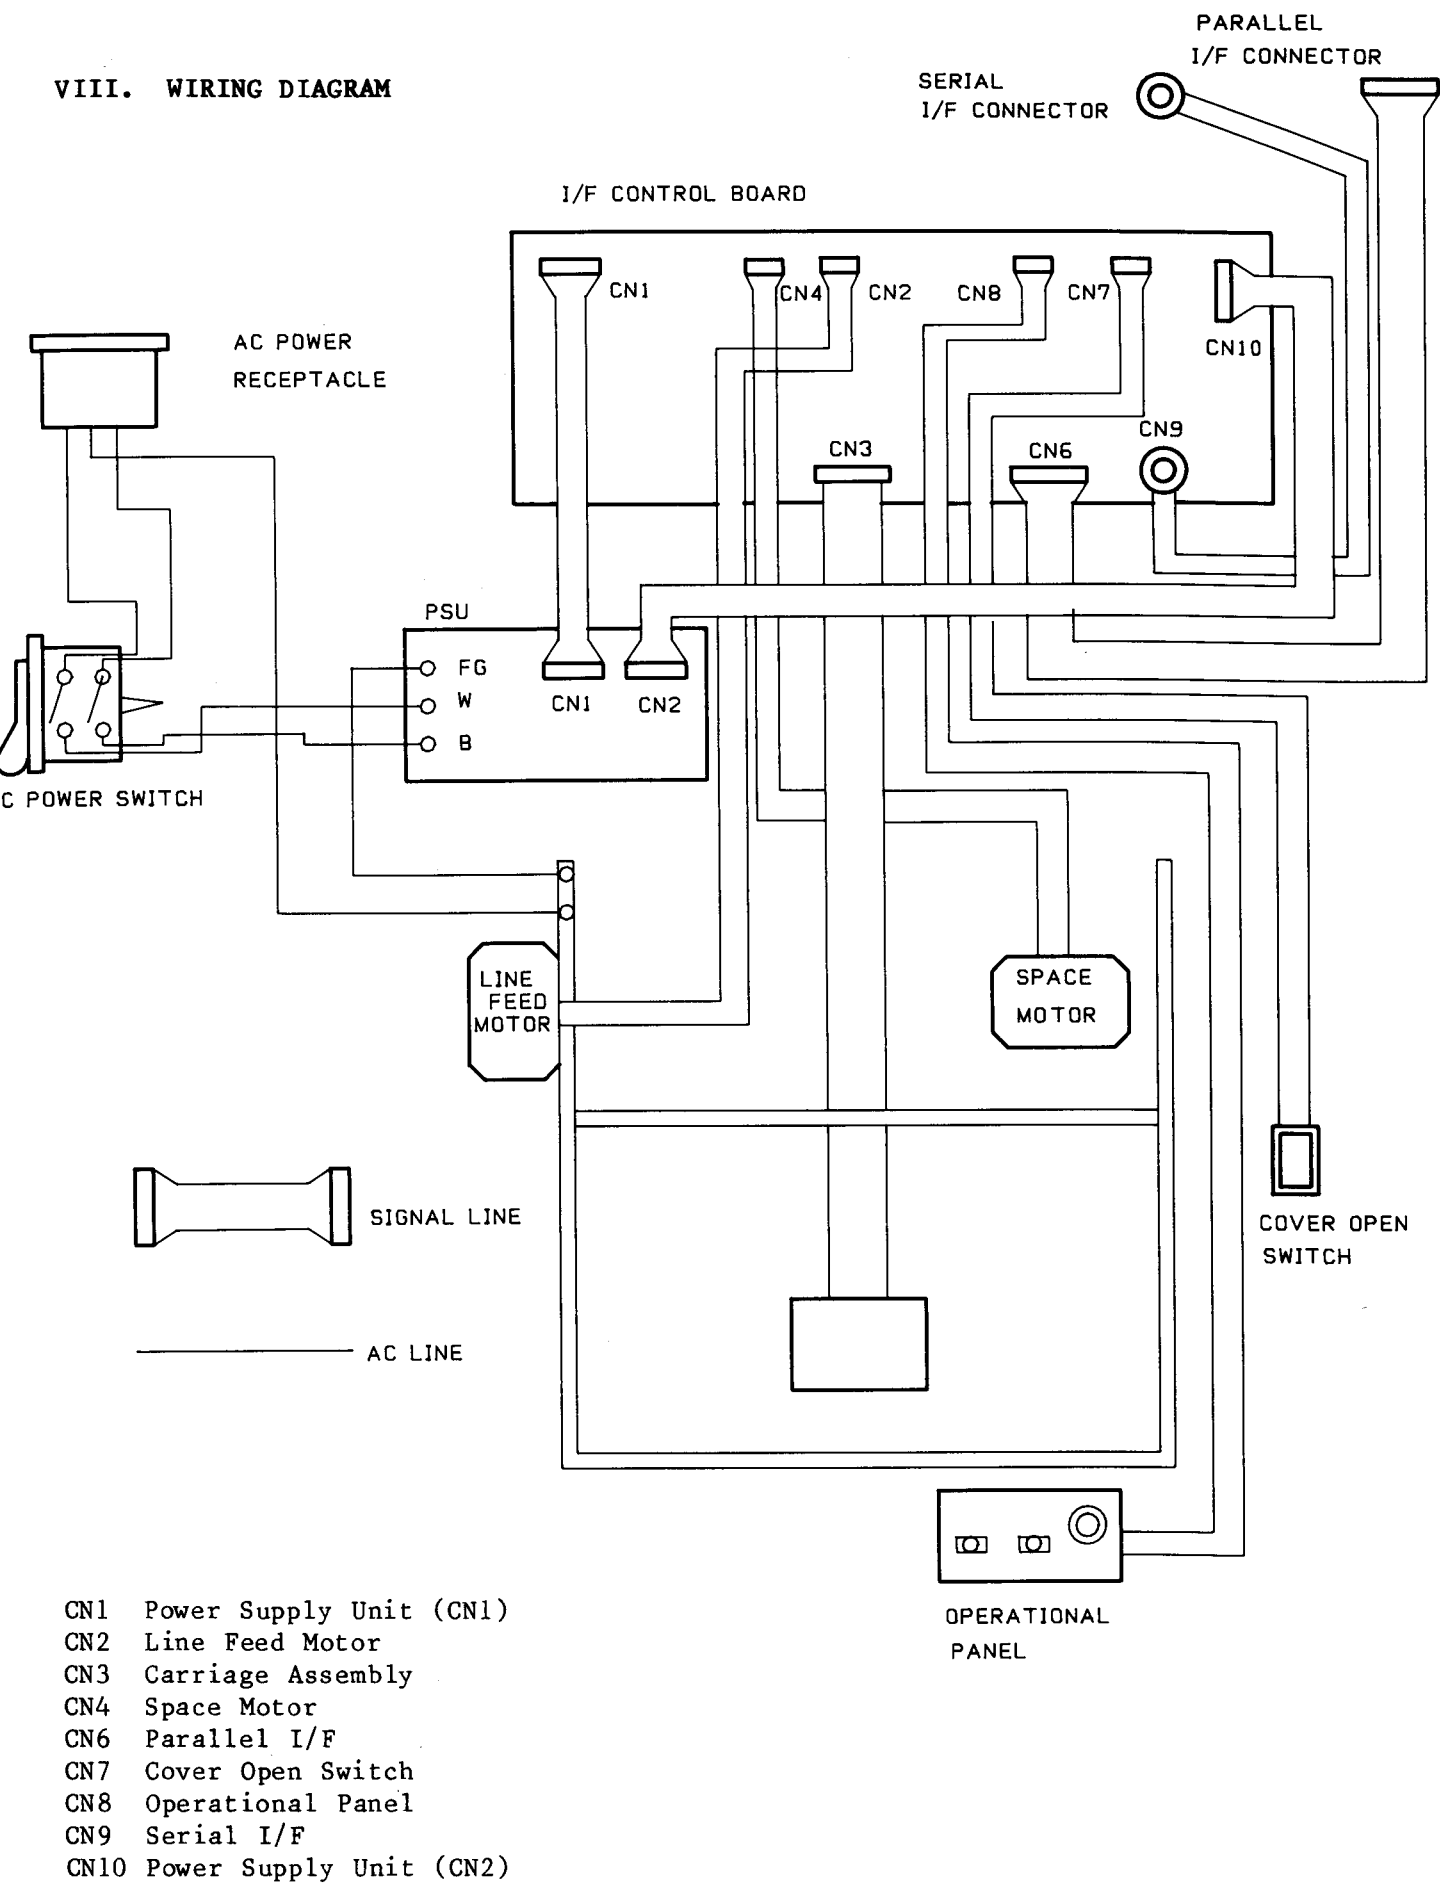 VIII. WIRING DIAGRAM
PARALLEL
I/F CONNECTOR
SERIAL
I/F CONNECTOR
I/F CONTROL BOARD
CN1
CN4
CN2
CN8
CN7
CN10
CN3
CN6
CN9
AC POWER
RECEPTACLE
PSU
FG
W
B
CN1
CN2
C POWER SWITCH
LINE
FEED
MOTOR
SPACE
MOTOR
SIGNAL LINE
COVER OPEN
SWITCH
AC LINE
OPERATIONAL
PANEL
CN1 Power Supply Unit (CN1)
CN2 Line Feed Motor
CN3 Carriage Assembly
CN4 Space Motor
CN6 Parallel I/F
CN7 Cover Open Switch
CN8 Operational Panel
CN9 Serial I/F
CN10 Power Supply Unit (CN2)